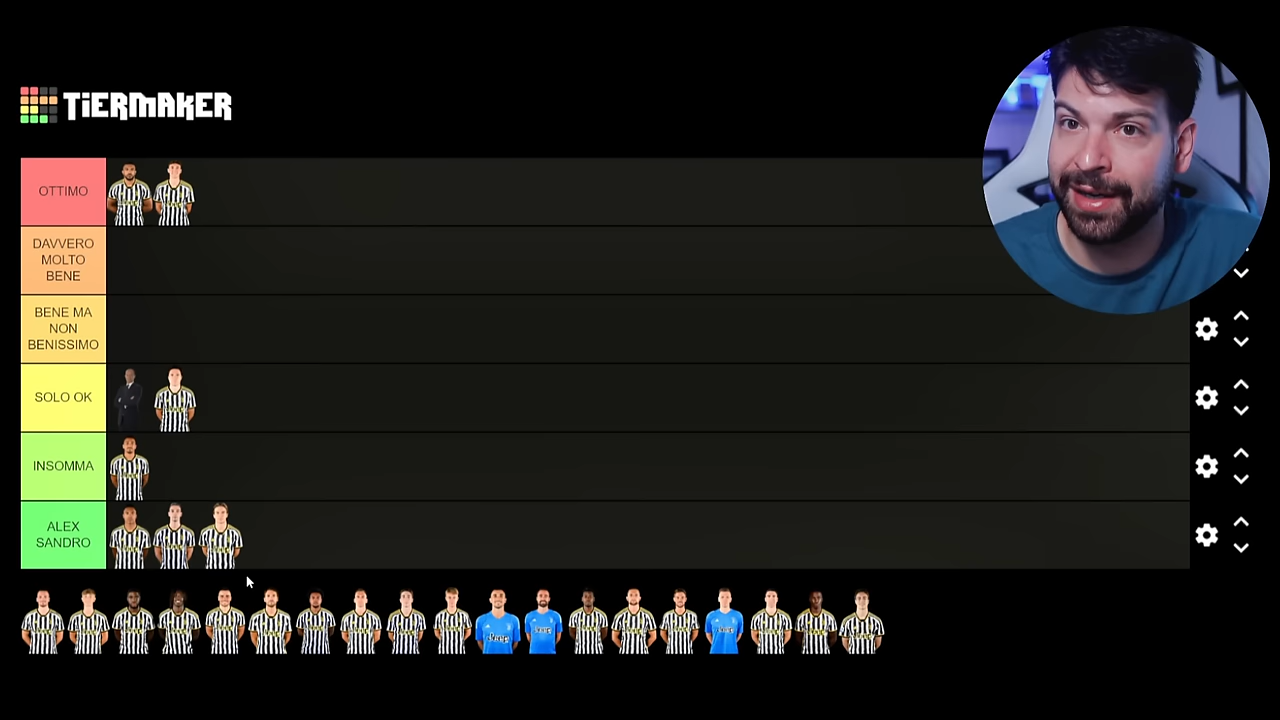 TiERMAKER
OTTIMO
DAVVERO
MOLTO
BENE
BENE MA
NON
BENISSIMO
SOLO OK
INSOMMA
ALEX
SANDRO